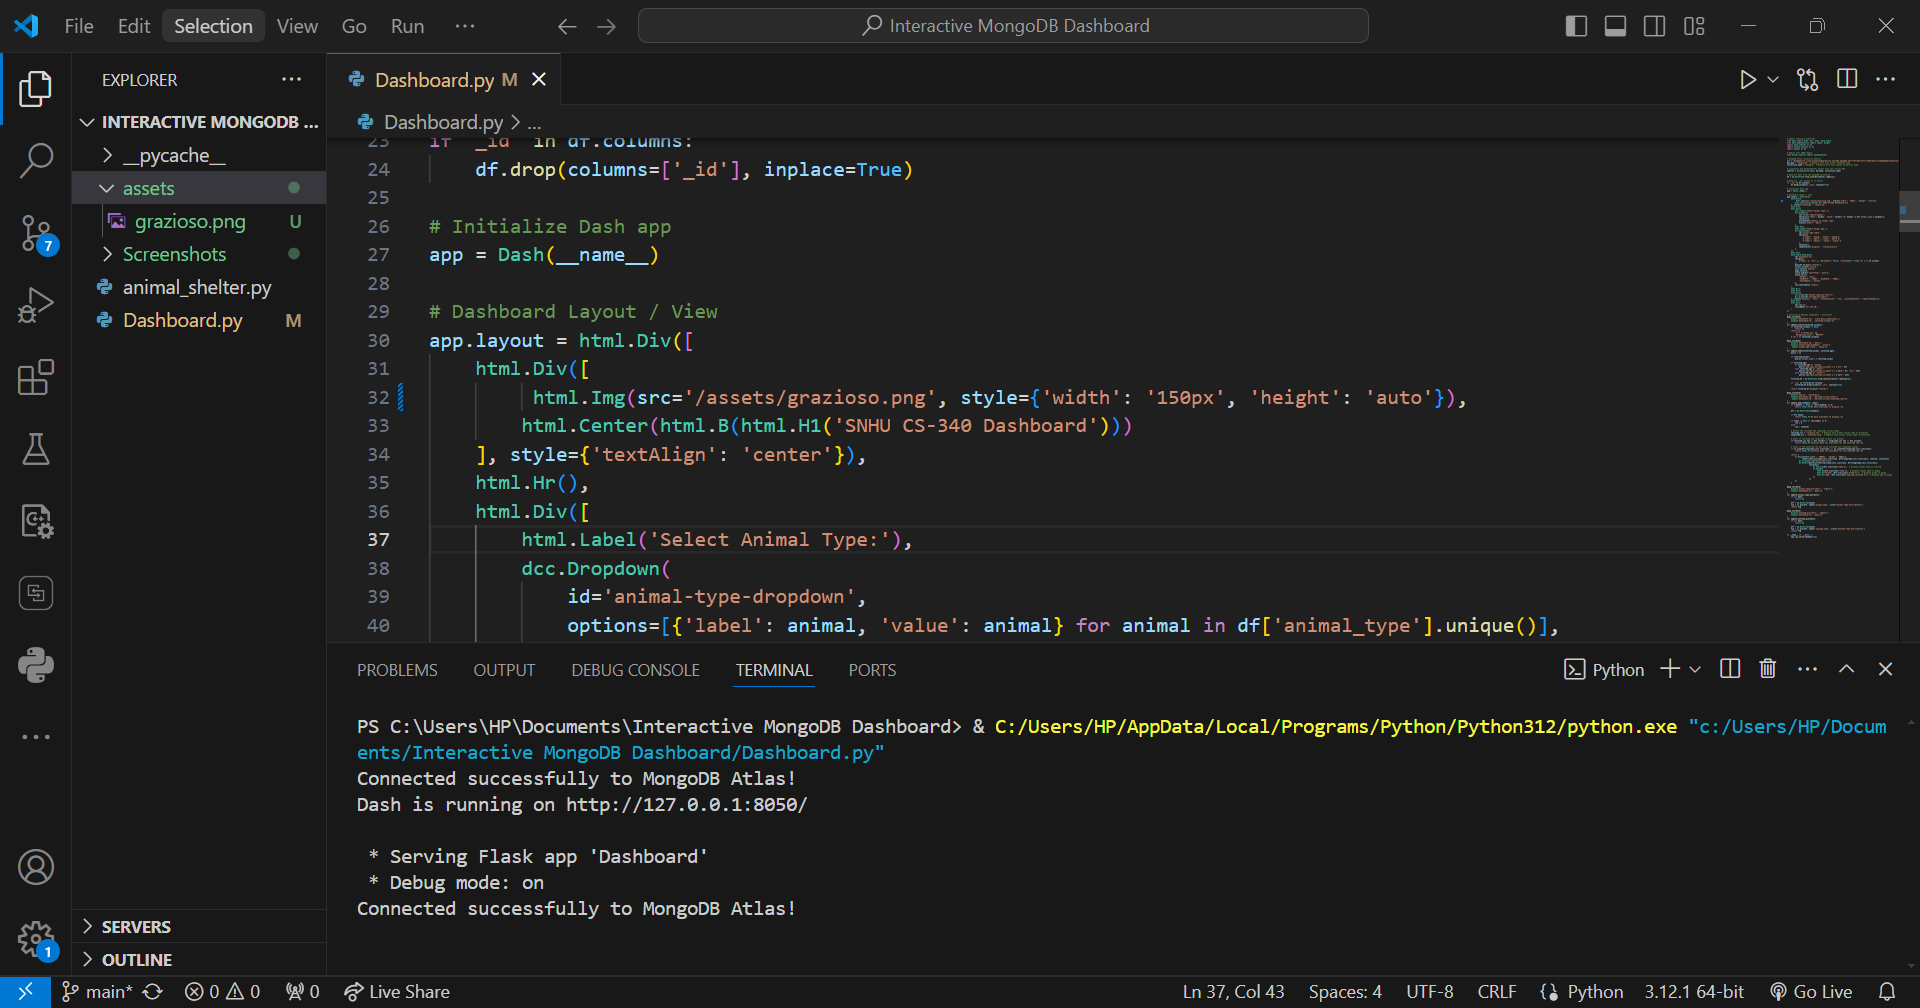 File Edit Selection View Go Run ··· Interactive MongoDB Dashboard
EXPLORER ···
INTERACTIVE MONGODB ...
__pycache__
assets
grazioso.png U
Screenshots
animal_shelter.py
Dashboard.py M
SERVERS
OUTLINE
7
1
Dashboard.py M
Dashboard.py > ...
23 if '_id' in df.columns:
24 df.drop(columns=['_id'], inplace=True)
25
26 # Initialize Dash app
27 app = Dash(__name__)
28
29 # Dashboard Layout / View
30 app.layout = html.Div([
31 html.Div([
32 html.Img(src='/assets/grazioso.png', style={'width': '150px', 'height': 'auto'}),
33 html.Center(html.B(html.H1('SNHU CS-340 Dashboard')))
34 ], style={'textAlign': 'center'}),
35 html.Hr(),
36 html.Div([
37 html.Label('Select Animal Type:'),
38 dcc.Dropdown(
39 id='animal-type-dropdown',
40 options=[{'label': animal, 'value': animal} for animal in df['animal_type'].unique()],
PROBLEMS OUTPUT DEBUG CONSOLE TERMINAL PORTS Python
PS C:\Users\HP\Documents\Interactive MongoDB Dashboard> & C:/Users/HP/AppData/Local/Programs/Python/Python312/python.exe "c:/Users/HP/Docum
ents/Interactive MongoDB Dashboard/Dashboard.py"
Connected successfully to MongoDB Atlas!
Dash is running on http://127.0.0.1:8050/
* Serving Flask app 'Dashboard'
* Debug mode: on
Connected successfully to MongoDB Atlas!
main* 0 0 0 Live Share Ln 37, Col 43 Spaces: 4 UTF-8 CRLF Python 3.12.1 64-bit Go Live